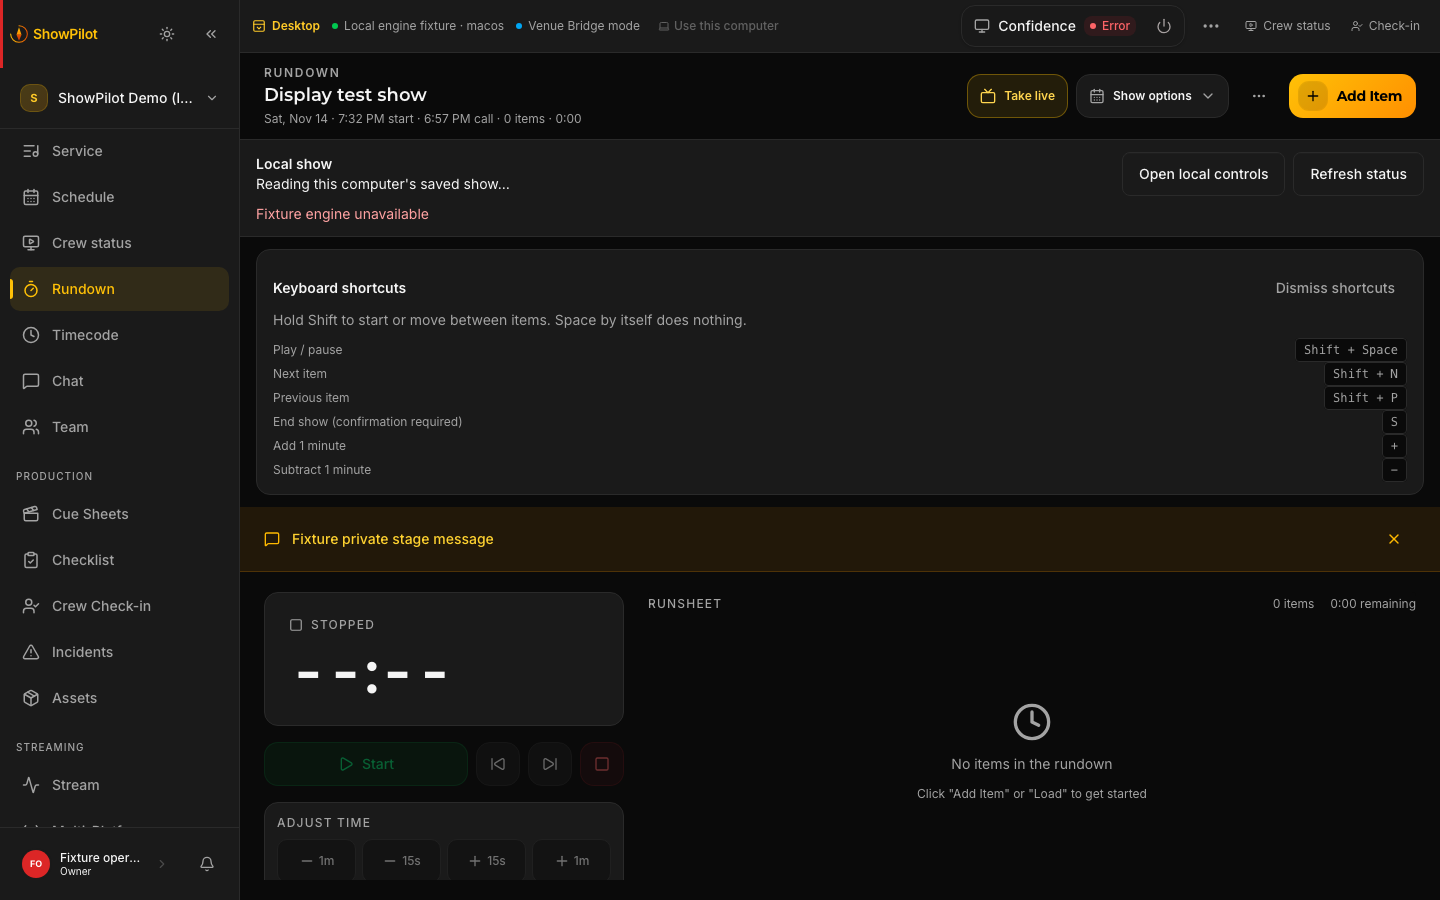 ShowPilot
S
ShowPilot Demo (l...
Service
Schedule
Crew status
Rundown
Timecode
Chat
Team
PRODUCTION
Cue Sheets
Checklist
Crew Check-in
Incidents
Assets
STREAMING
Stream
FO
Fixture oper...
Owner
Desktop
Local engine fixture · macos
Venue Bridge mode
Use this computer
Confidence
Error
Crew status
Check-in
RUNDOWN
Display test show
Sat, Nov 14 · 7:32 PM start · 6:57 PM call · 0 items · 0:00
Take live
Show options
Add Item
Local show
Reading this computer's saved show...
Fixture engine unavailable
Open local controls
Refresh status
Keyboard shortcuts
Dismiss shortcuts
Hold Shift to start or move between items. Space by itself does nothing.
Play / pause
Shift + Space
Next item
Shift + N
Previous item
Shift + P
End show (confirmation required)
S
Add 1 minute
+
Subtract 1 minute
−
Fixture private stage message
STOPPED
--:--
Start
ADJUST TIME
− 1m
− 15s
+ 15s
+ 1m
RUNSHEET
0 items
0:00 remaining
No items in the rundown
Click "Add Item" or "Load" to get started